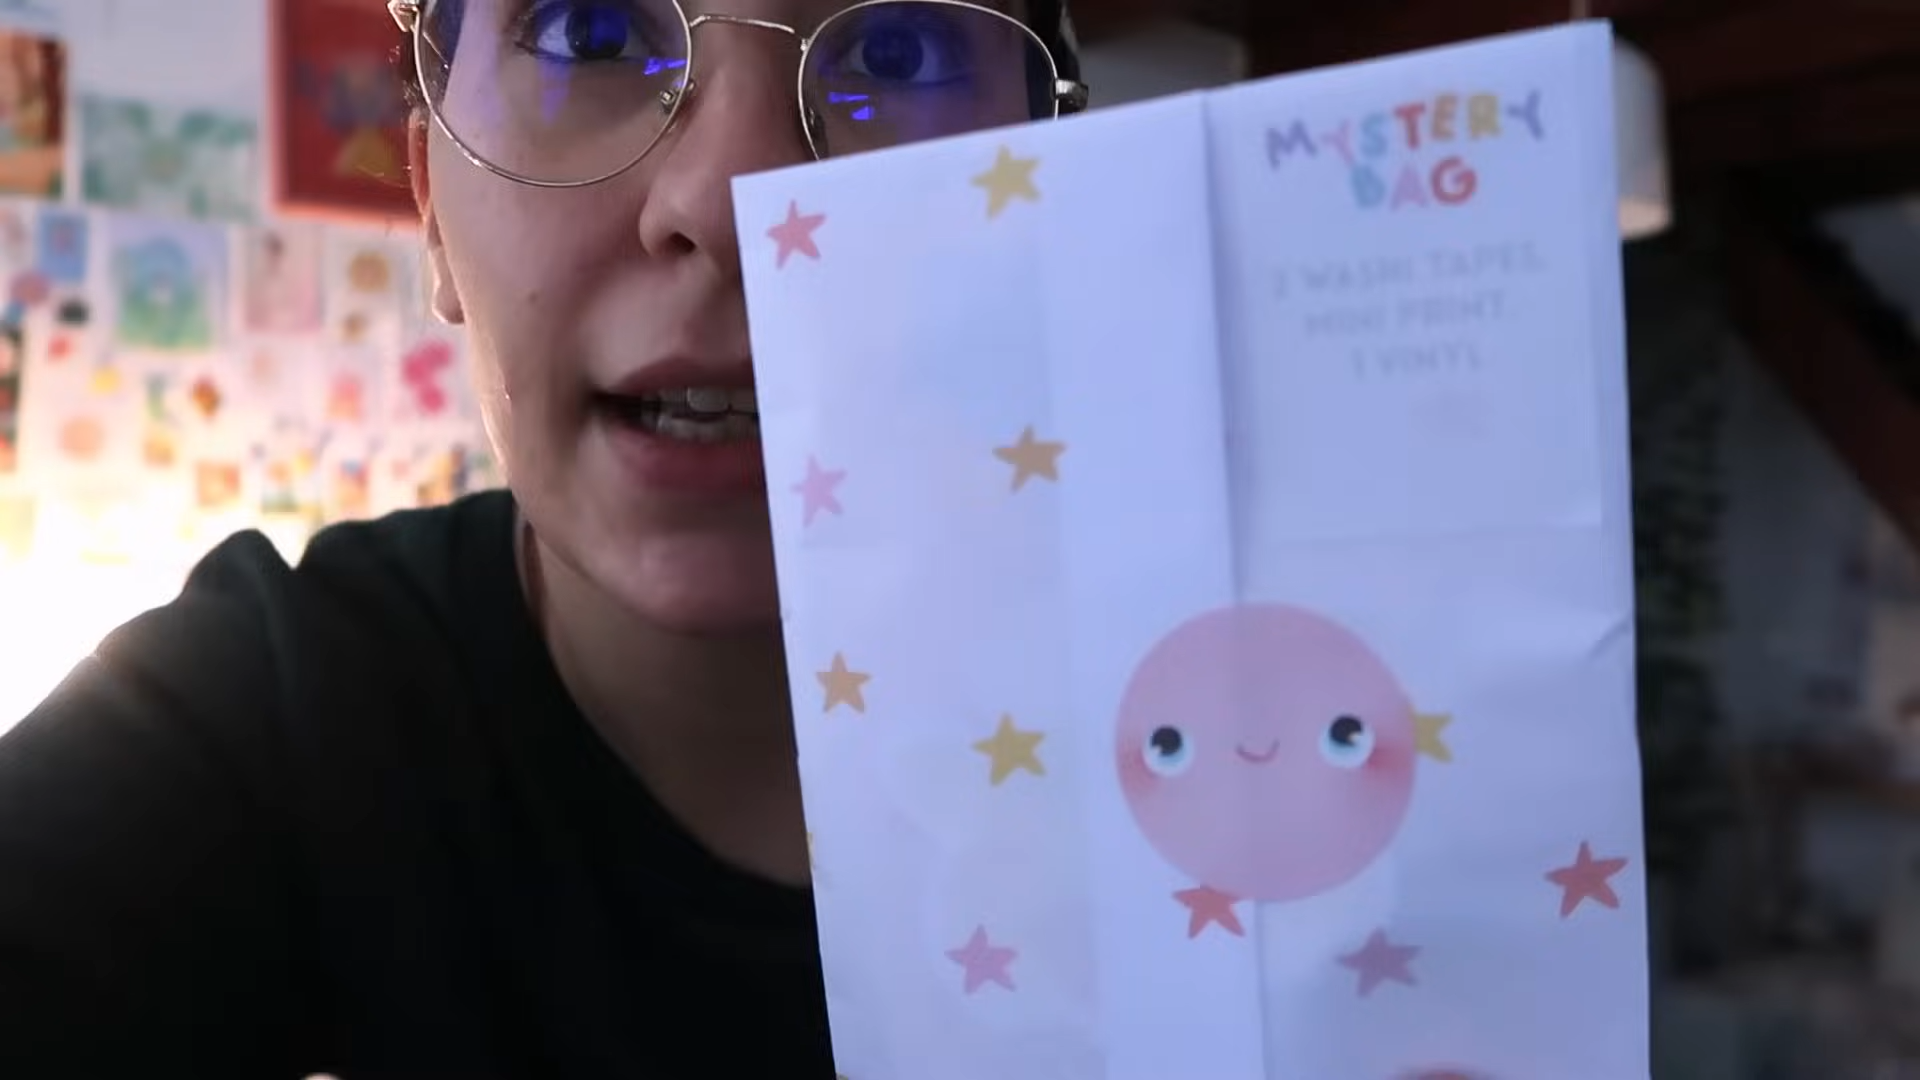 MYSTERY
BAG
2 WASHI TAPES,
MINI PRINT,
1 VINYL